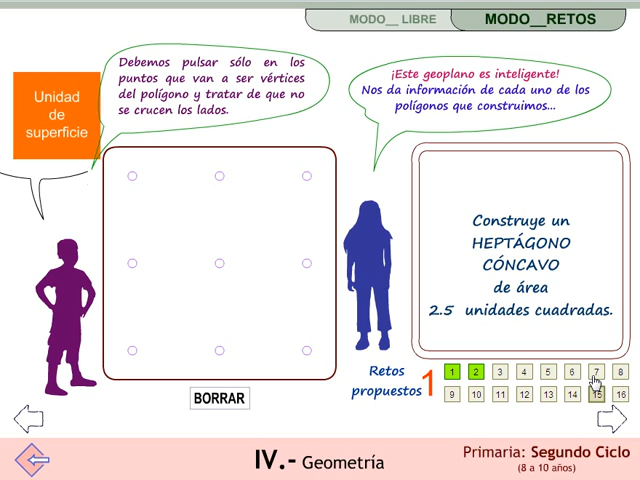 MODO__ LIBRE
MODO__RETOS
Unidad
de
superficie
Debemos pulsar sólo en los
puntos que van a ser vértices
del polígono y tratar de que no
se crucen los lados.
¡Este geoplano es inteligente!
Nos da información de cada uno de los
polígonos que construimos...
Construye un
HEPTÁGONO
CÓNCAVO
de área
2.5 unidades cuadradas.
BORRAR
Retos
propuestos
1
1 2 3 4 5 6 7 8
9 10 11 12 13 14 15 16
IV.- Geometría
Primaria: Segundo Ciclo
(8 a 10 años)